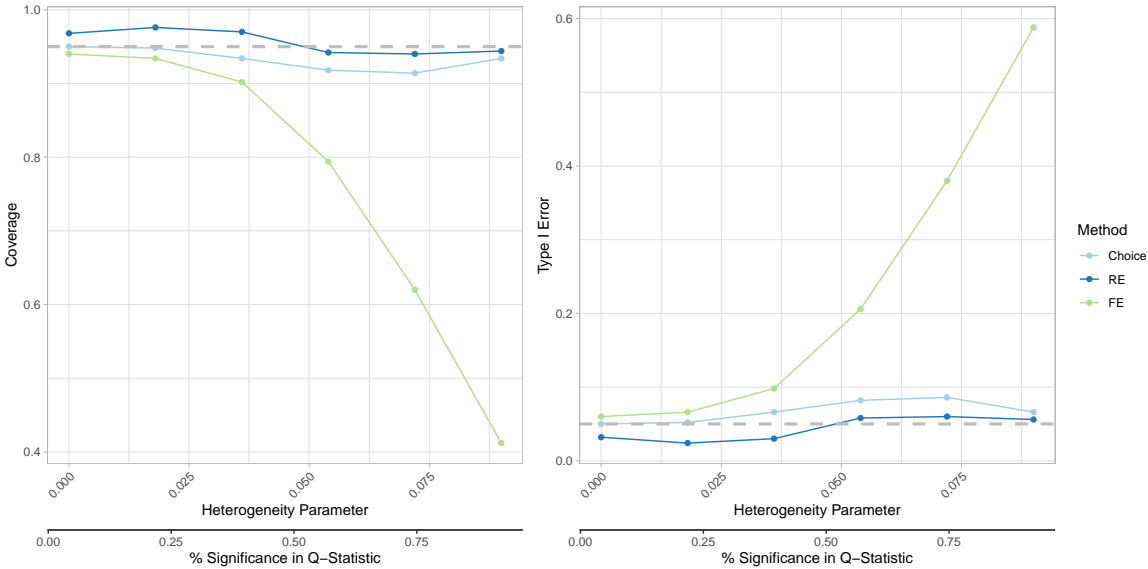 1.0
0.8
0.6
0.4
Coverage
0.000
0.025
0.050
0.075
Heterogeneity Parameter
0.00
0.25
0.50
0.75
% Significance in Q−Statistic
0.6
0.4
0.2
0.0
Type I Error
0.000
0.025
0.050
0.075
Heterogeneity Parameter
0.00
0.25
0.50
0.75
% Significance in Q−Statistic
Method
Choice
RE
FE